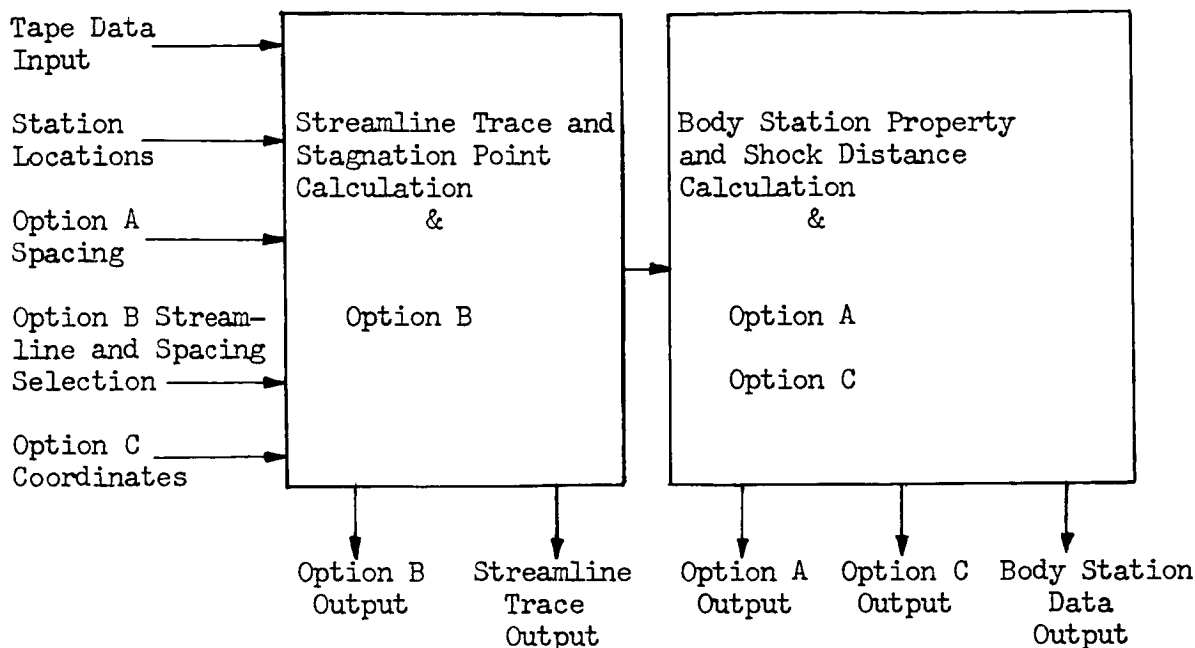 Tape Data
Input
Station
Locations
Option A
Spacing
Option B Stream-
line and Spacing
Selection
Option C
Coordinates
Streamline Trace and
Stagnation Point
Calculation
&
Option B
Body Station Property
and Shock Distance
Calculation
&
Option A
Option C
Option B
Output
Streamline
Trace
Output
Option A
Output
Option C
Output
Body Station
Data
Output